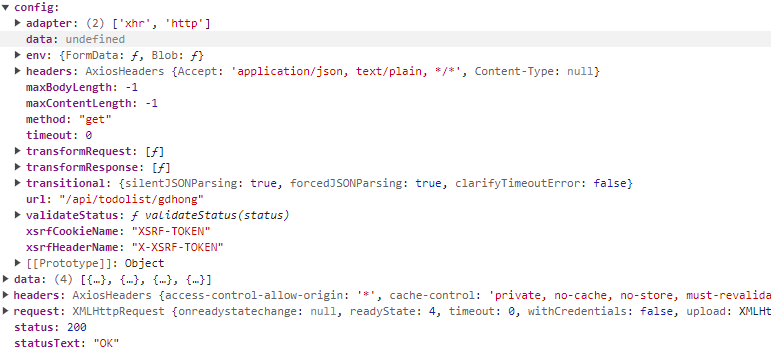 config:
adapter: (2) ['xhr', 'http']
data: undefined
env: {FormData: ƒ, Blob: ƒ}
headers: AxiosHeaders {Accept: 'application/json, text/plain, */*', Content-Type: null}
maxBodyLength: -1
maxContentLength: -1
method: "get"
timeout: 0
transformRequest: [ƒ]
transformResponse: [ƒ]
transitional: {silentJSONParsing: true, forcedJSONParsing: true, clarifyTimeoutError: false}
url: "/api/todolist/gdhong"
validateStatus: ƒ validateStatus(status)
xsrfCookieName: "XSRF-TOKEN"
xsrfHeaderName: "X-XSRF-TOKEN"
[[Prototype]]: Object
data: (4) [{…}, {…}, {…}, {…}]
headers: AxiosHeaders {access-control-allow-origin: '*', cache-control: 'private, no-cache, no-store, must-revalida
request: XMLHttpRequest {onreadystatechange: null, readyState: 4, timeout: 0, withCredentials: false, upload: XMLHt
status: 200
statusText: "OK"